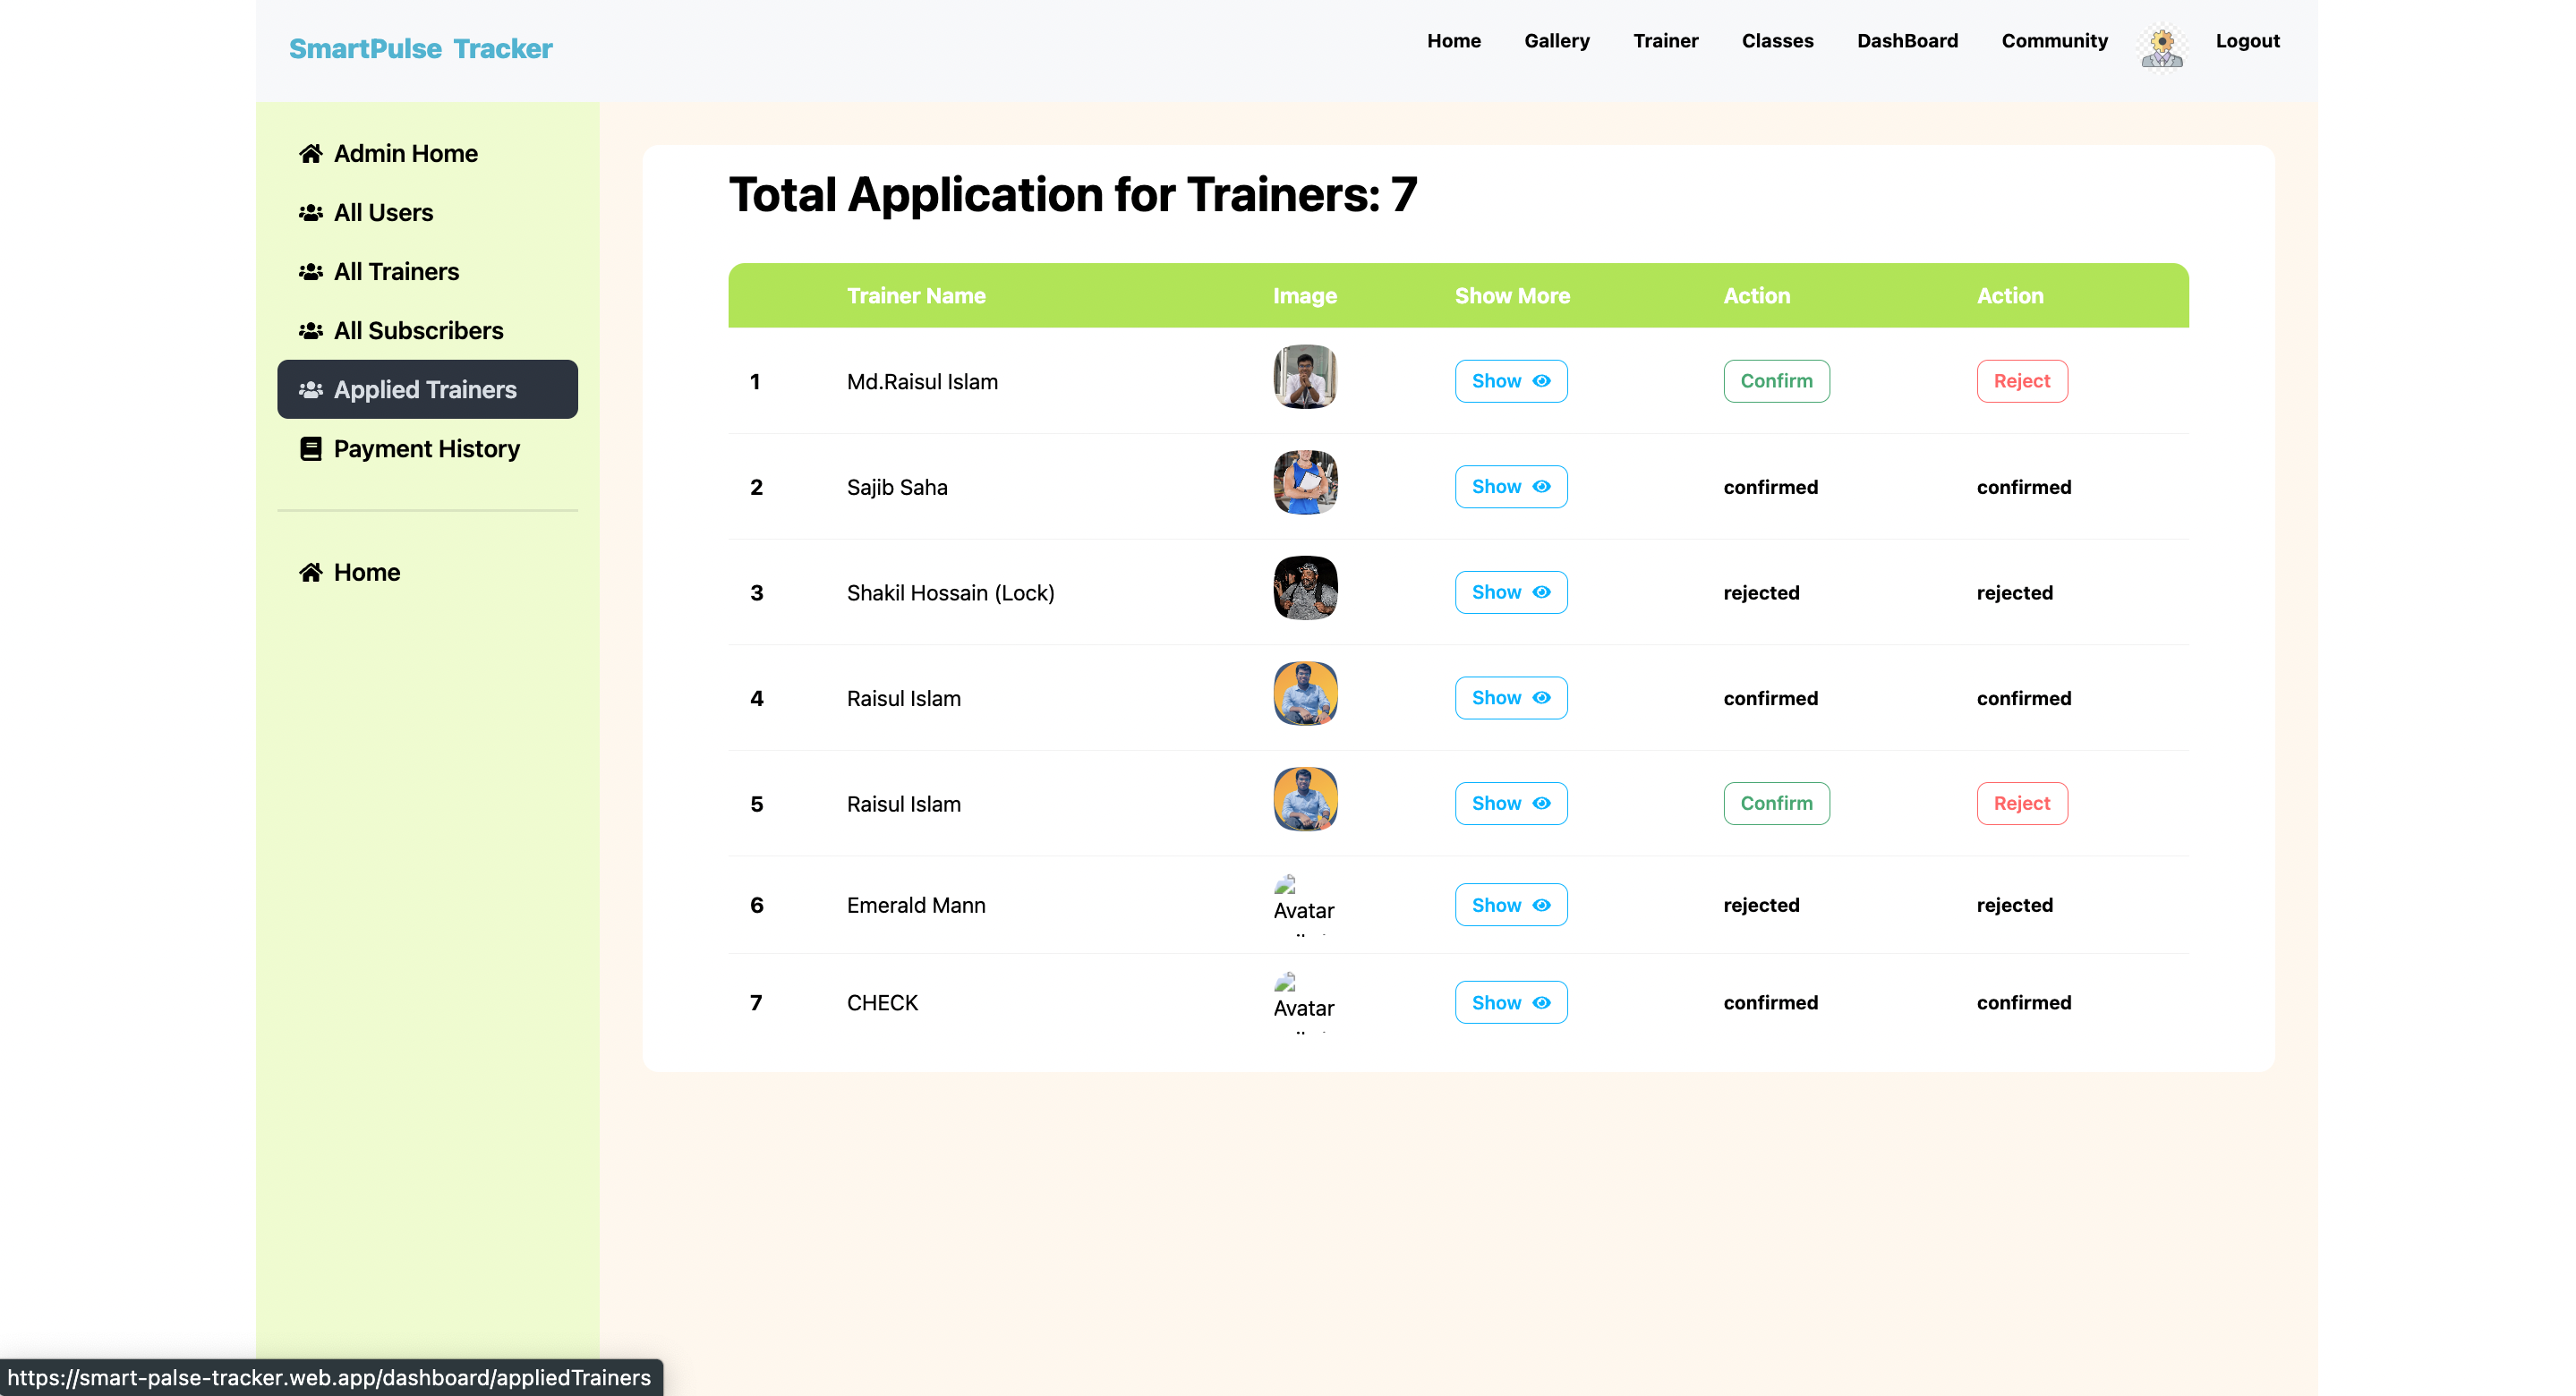 SmartPulse Tracker
Home Gallery Trainer Classes DashBoard Community Logout
Admin Home
All Users
All Trainers
All Subscribers
Applied Trainers
Payment History
Home
Total Application for Trainers: 7
Trainer Name Image Show More Action Action
1 Md.Raisul Islam Show Confirm Reject
2 Sajib Saha Show confirmed confirmed
3 Shakil Hossain (Lock) Show rejected rejected
4 Raisul Islam Show confirmed confirmed
5 Raisul Islam Show Confirm Reject
6 Emerald Mann Avatar Show rejected rejected
7 CHECK Avatar Show confirmed confirmed
https://smart-palse-tracker.web.app/dashboard/appliedTrainers